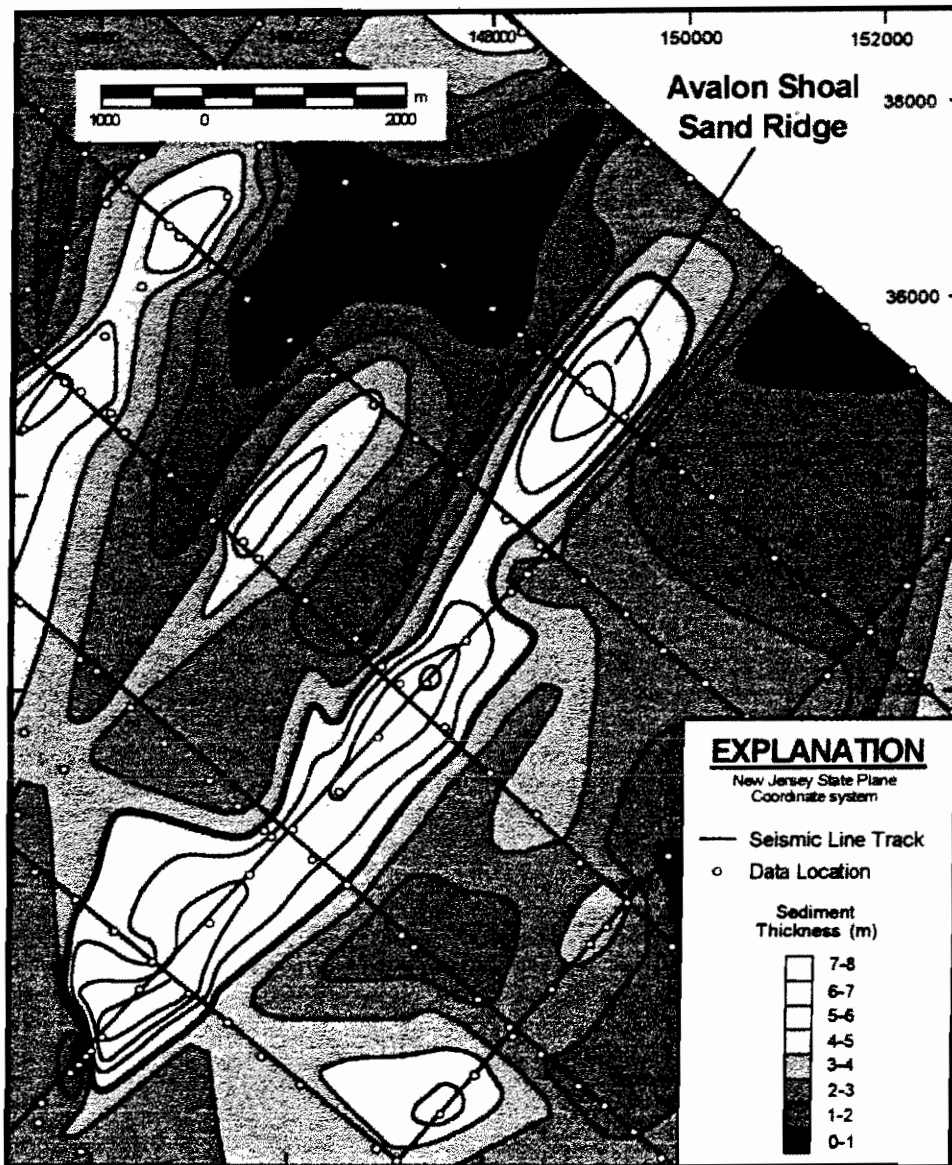 148000
150000
152000
m
1000 0 2000
Avalon Shoal
Sand Ridge
38000
36000
EXPLANATION
New Jersey State Plane
Coordinate system
Seismic Line Track
Data Location
Sediment
Thickness (m)
7-8
6-7
5-6
4-5
3-4
2-3
1-2
0-1